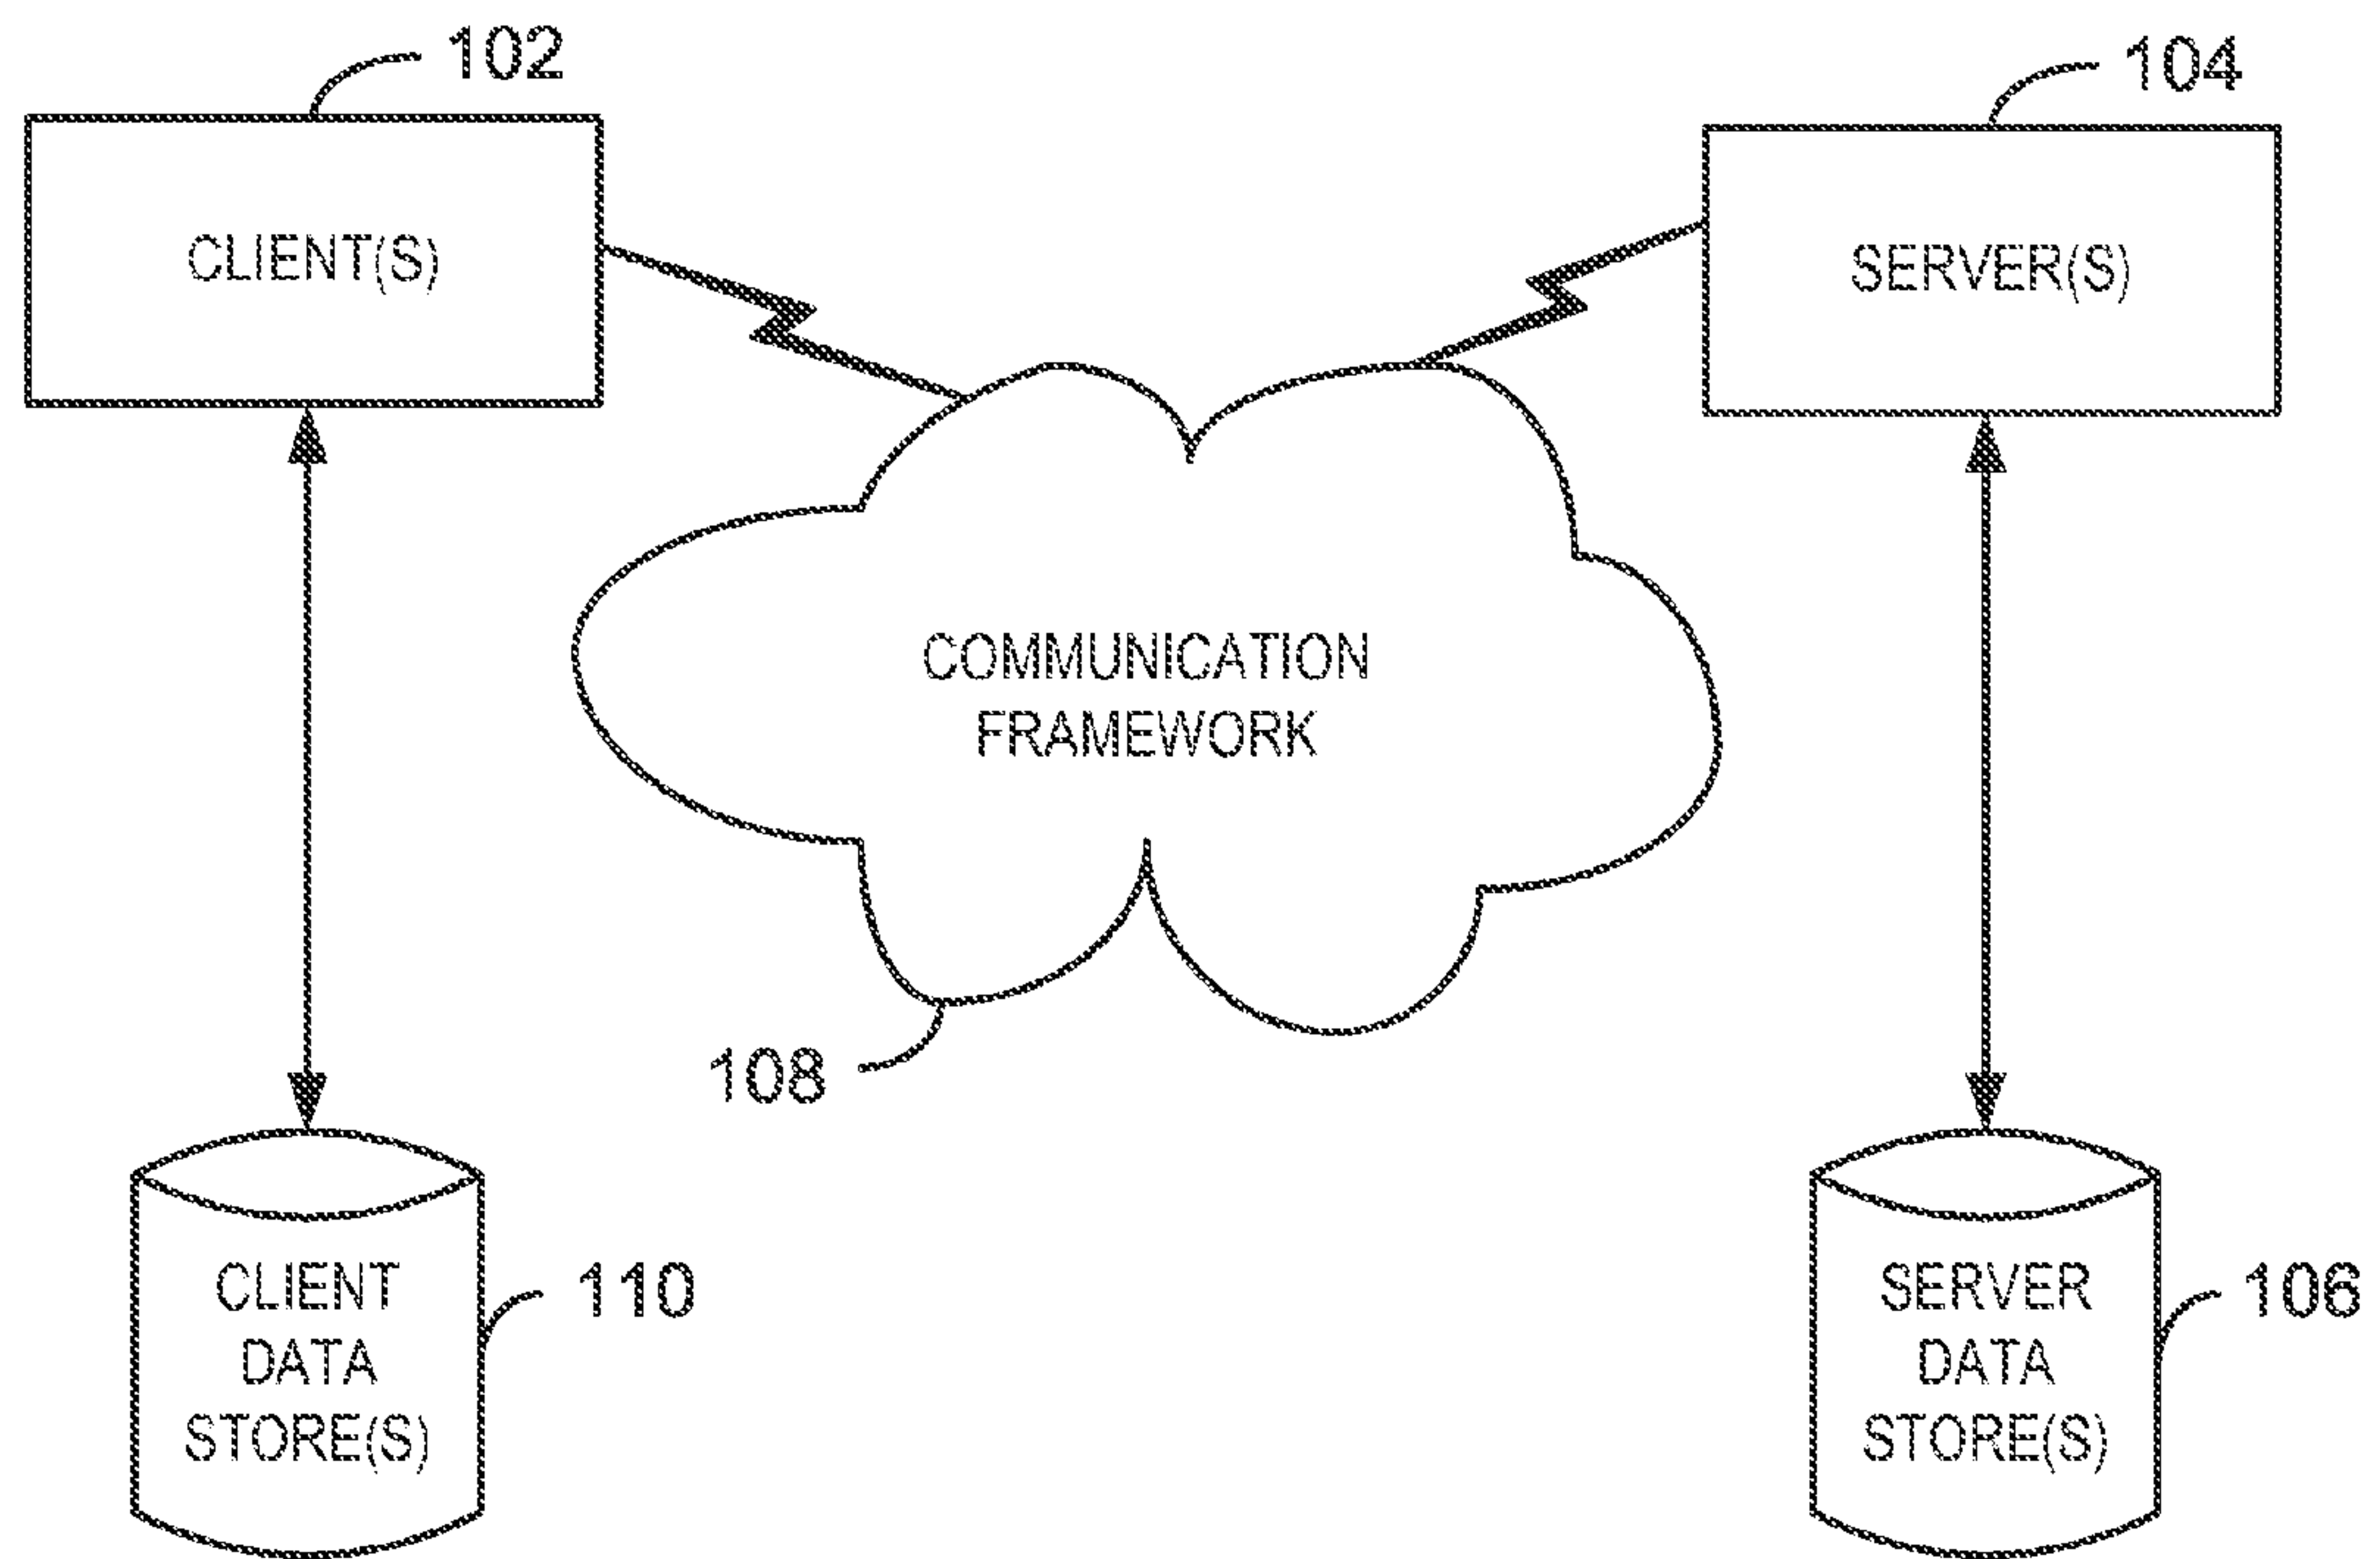 102
104
CLIENT(S)
SERVER(S)
COMMUNICATION
FRAMEWORK
108
CLIENT
DATA
STORE(S)
110
SERVER
DATA
STORE(S)
106